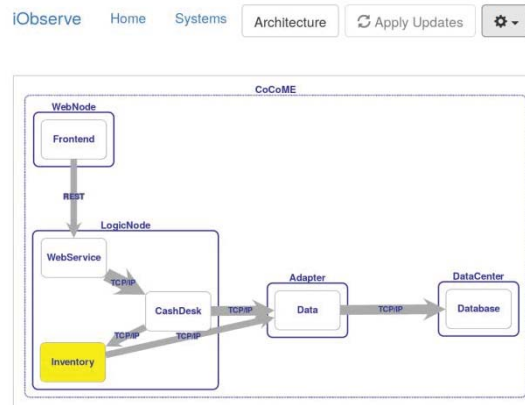 iObserve Home Systems Architecture Apply Updates
CoCoME
WebNode
Frontend
REST
LogicNode
WebService
TCP/IP
CashDesk
TCP/IP
TCP/IP
TCP/IP
Inventory
Adapter
Data
TCP/IP
DataCenter
Database